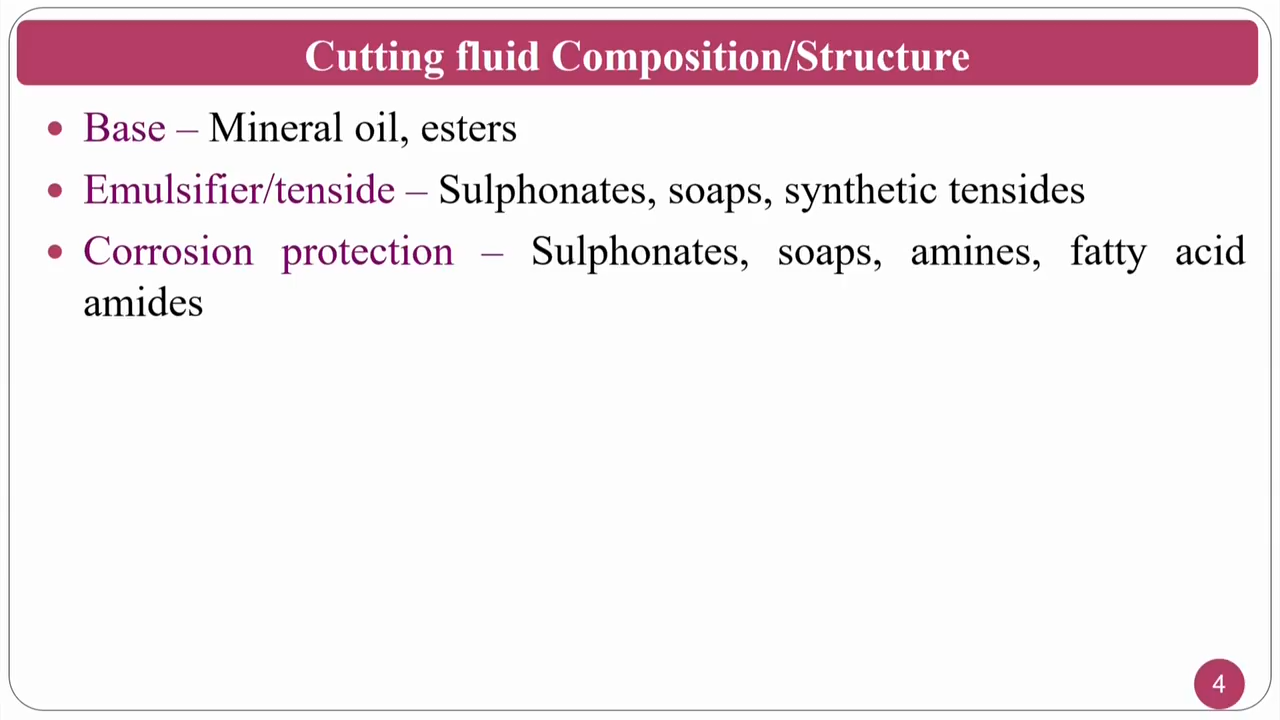 Cutting fluid Composition/Structure
• Base – Mineral oil, esters
• Emulsifier/tenside – Sulphonates, soaps, synthetic tensides
• Corrosion protection – Sulphonates, soaps, amines, fatty acid
amides
4